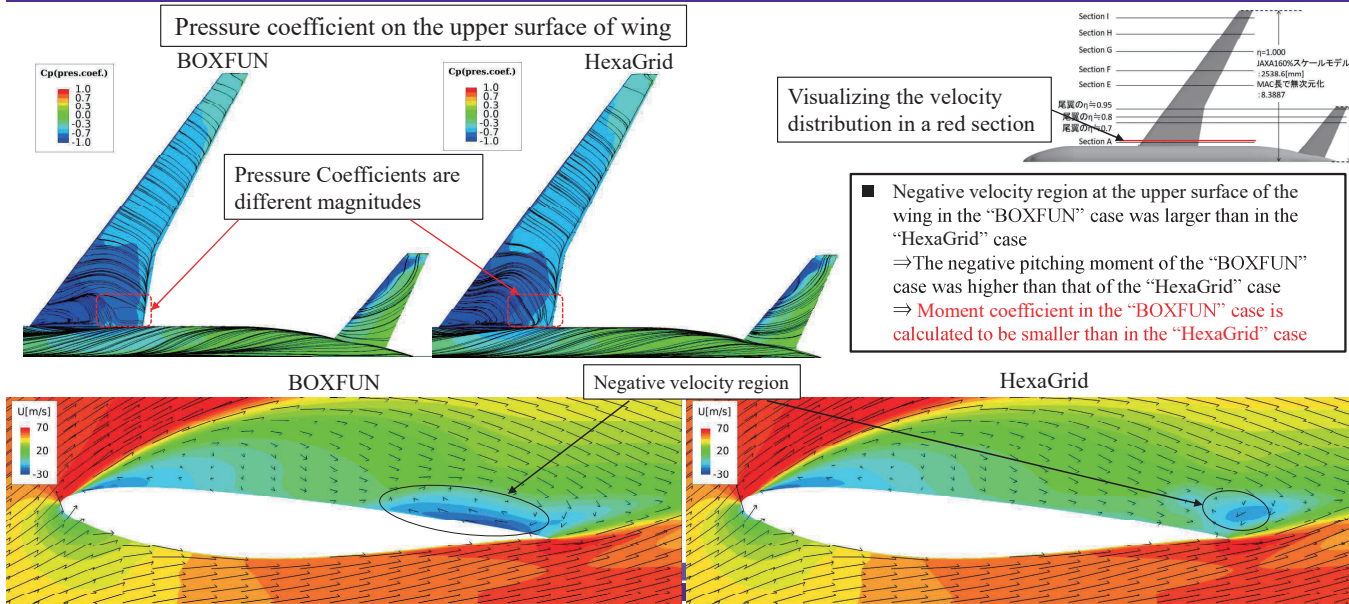 Pressure coefficient on the upper surface of wing
BOXFUN
HexaGrid
Cp(pres.coef.)
1.0
0.7
0.3
0.0
-0.3
-0.7
-1.0
Cp(pres.coef.)
1.0
0.7
0.3
0.0
-0.3
-0.7
-1.0
Pressure Coefficients are
different magnitudes
Visualizing the velocity
distribution in a red section
Section I
Section H
Section G
Section F
Section E
尾翼のη≒0.95
尾翼のη≒0.8
尾翼のη≒0.7
Section A
η=1.000
JAXA160%スケールモデル
:2538.6[mm]
MAC長で無次元化
:8.3887
■ Negative velocity region at the upper surface of the
wing in the “BOXFUN” case was larger than in the
“HexaGrid” case
⇒The negative pitching moment of the “BOXFUN”
case was higher than that of the “HexaGrid” case
⇒ Moment coefficient in the “BOXFUN” case is
calculated to be smaller than in the “HexaGrid” case
BOXFUN
Negative velocity region
HexaGrid
U[m/s]
70
20
-30
U[m/s]
70
20
-30